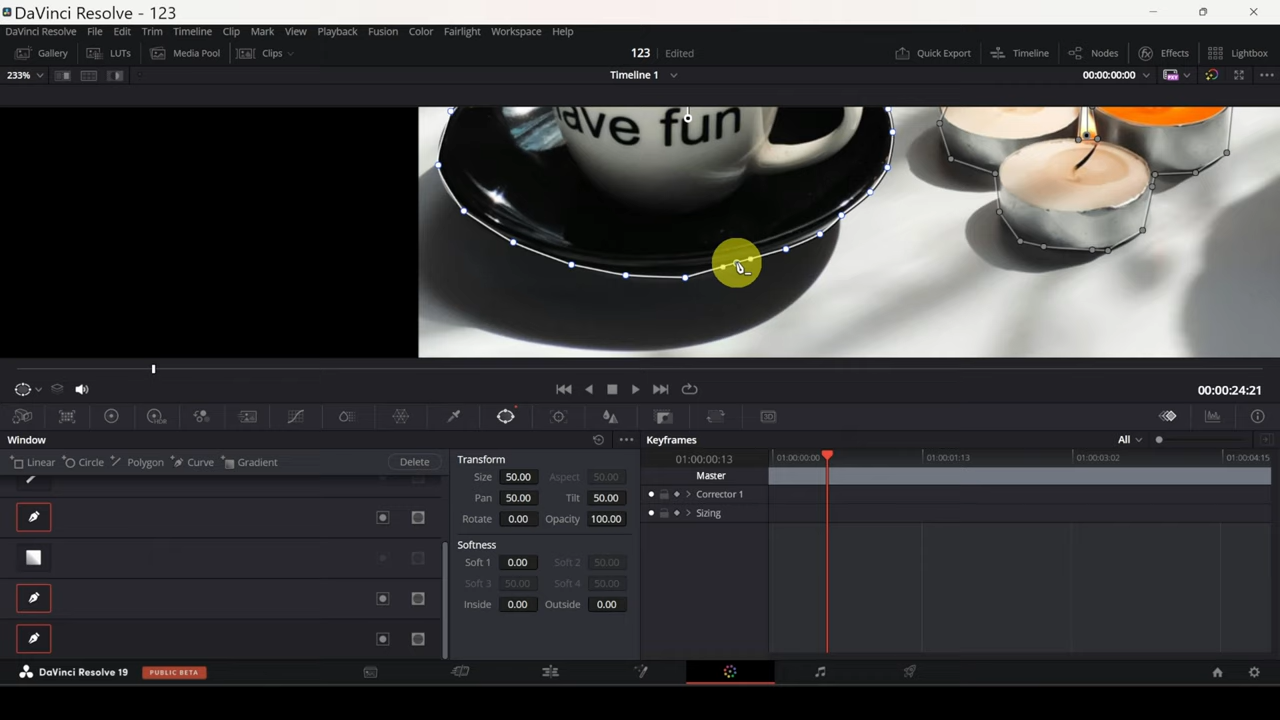 DaVinci Resolve - 123
DaVinci Resolve File Edit Trim Timeline Clip Mark View Playback Fusion Color Fairlight Workspace Help
Gallery LUTs Media Pool Clips 123 Edited Quick Export Timeline Nodes Effects Lightbox
233% Timeline 1 00:00:00:00
ave fun
00:00:24:21
Window Keyframes All
Linear Circle Polygon Curve Gradient Delete
Transform
Size 50.00 Aspect 50.00
Pan 50.00 Tilt 50.00
Rotate 0.00 Opacity 100.00
Softness
Soft 1 0.00 Soft 2 50.00
Soft 3 50.00 Soft 4 50.00
Inside 0.00 Outside 0.00
01:00:00:13 01:00:00:00 01:00:01:13 01:00:03:02 01:00:04:15
Master
Corrector 1
Sizing
DaVinci Resolve 19 PUBLIC BETA